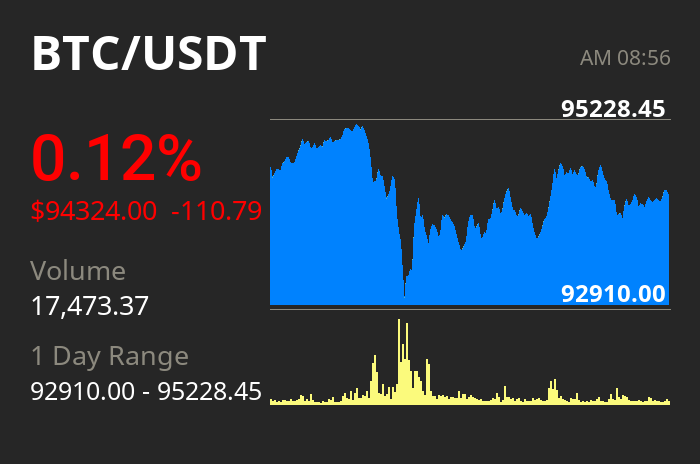 BTC/USDT
AM 08:56
95228.45
0.12%
$94324.00 -110.79
Volume
17,473.37
92910.00
1 Day Range
92910.00 - 95228.45